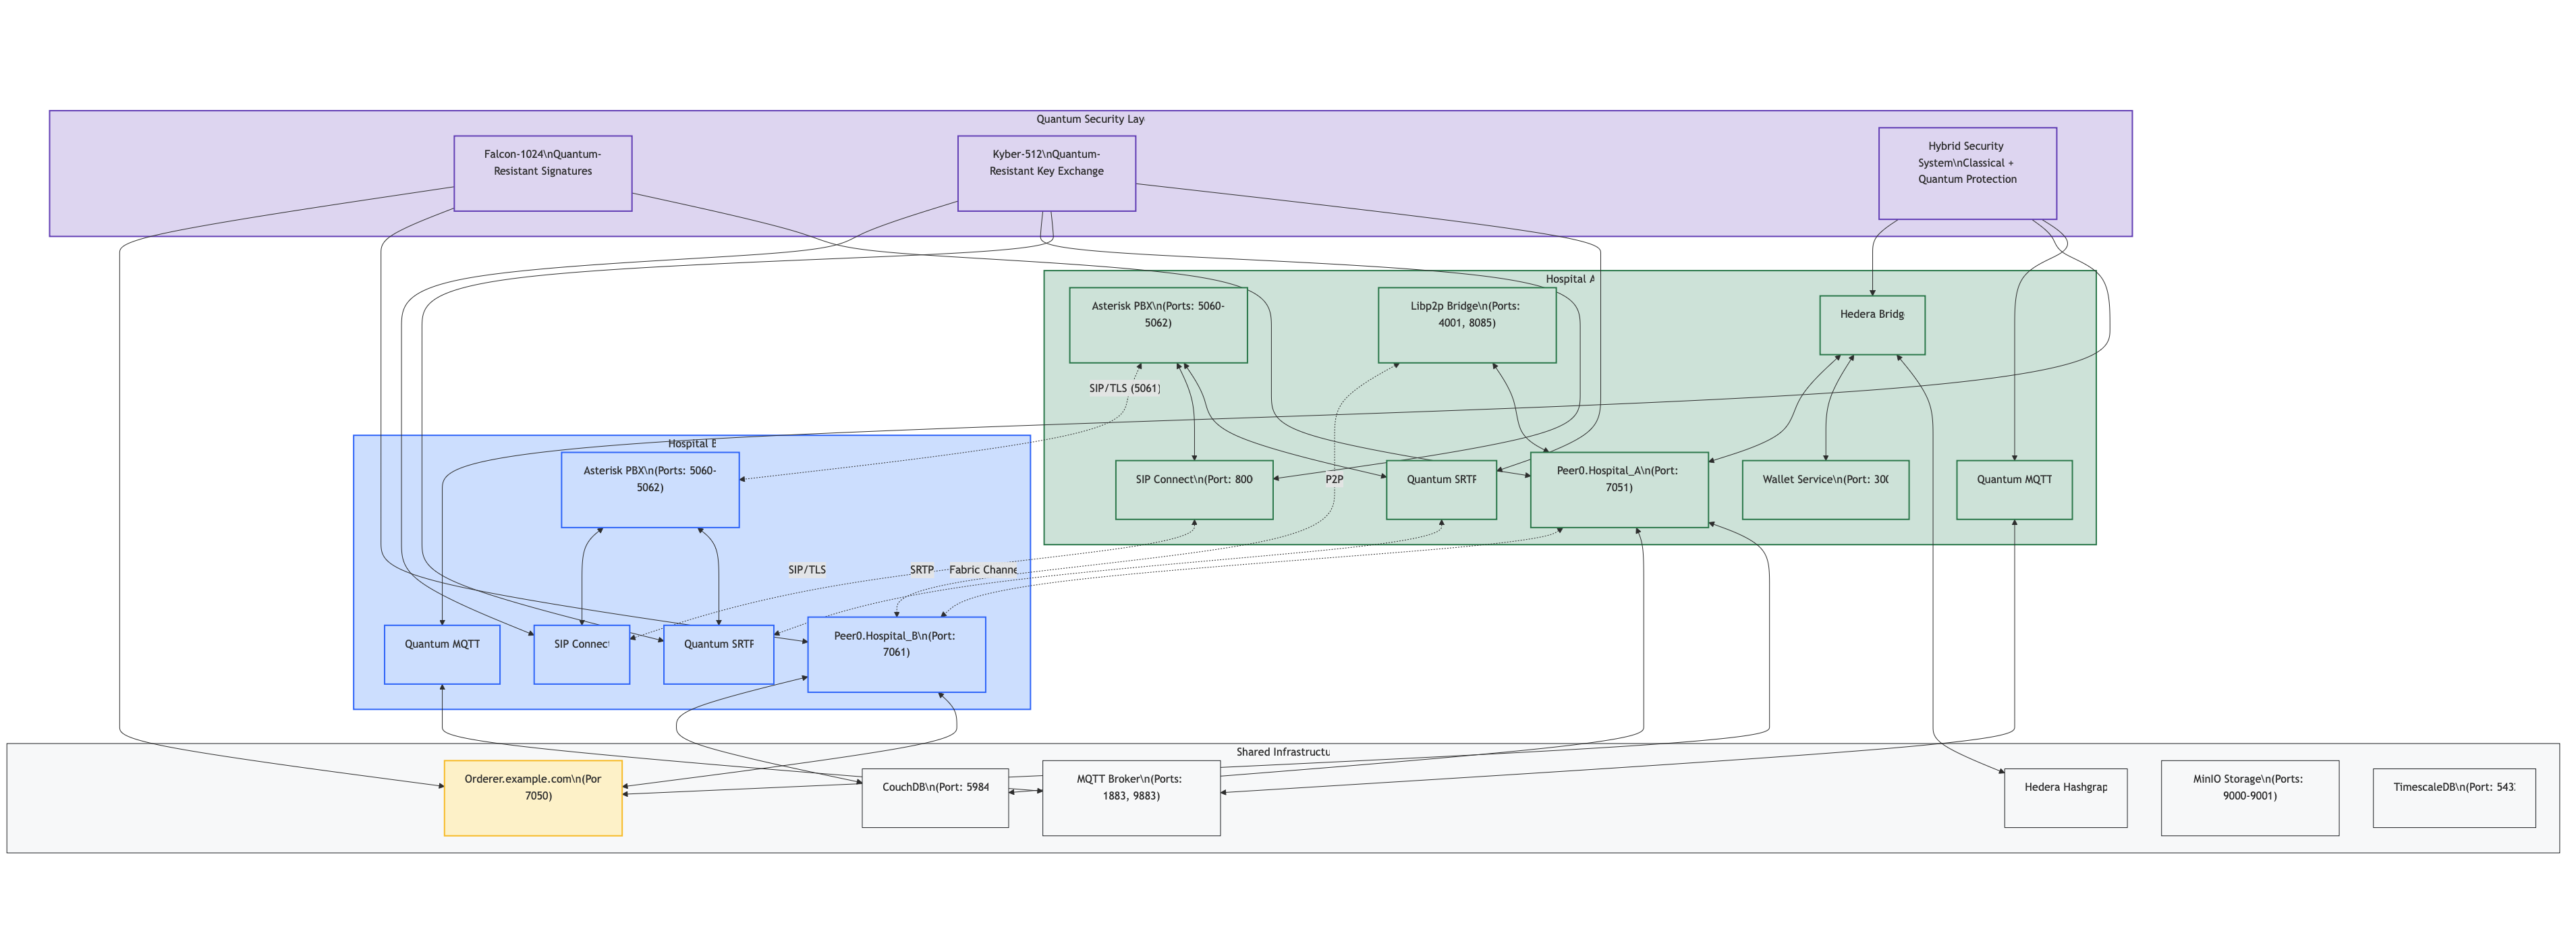 Quantum Security Lay
Falcon-1024\nQuantum-
Resistant Signatures
Kyber-512\nQuantum-
Resistant Key Exchange
Hybrid Security
System\nClassical +
Quantum Protection
Hospital A
Asterisk PBX\n(Ports: 5060-
5062)
Libp2p Bridge\n(Ports:
4001, 8085)
Hedera Bridg
SIP/TLS (5061)
Hospital B
Asterisk PBX\n(Ports: 5060-
5062)
SIP Connect\n(Port: 800
P2P
Quantum SRTP
Peer0.Hospital_A\n(Port:
7051)
Wallet Service\n(Port: 300
Quantum MQTT
SIP/TLS
SRTP
Fabric Channe
Quantum MQTT
SIP Connect
Quantum SRTP
Peer0.Hospital_B\n(Port:
7061)
Shared Infrastructu
Orderer.example.com\n(Por
7050)
CouchDB\n(Port: 5984
MQTT Broker\n(Ports:
1883, 9883)
Hedera Hashgrap
MinIO Storage\n(Ports:
9000-9001)
TimescaleDB\n(Port: 543